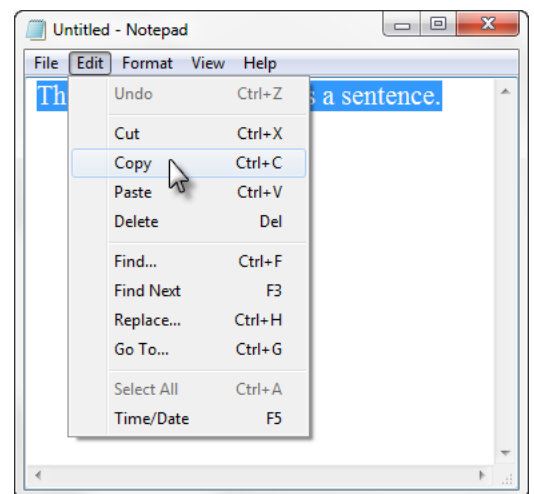 Untitled - Notepad
File Edit Format View Help
Th s a sentence.
Undo Ctrl+Z
Cut Ctrl+X
Copy Ctrl+C
Paste Ctrl+V
Delete Del
Find... Ctrl+F
Find Next F3
Replace... Ctrl+H
Go To... Ctrl+G
Select All Ctrl+A
Time/Date F5